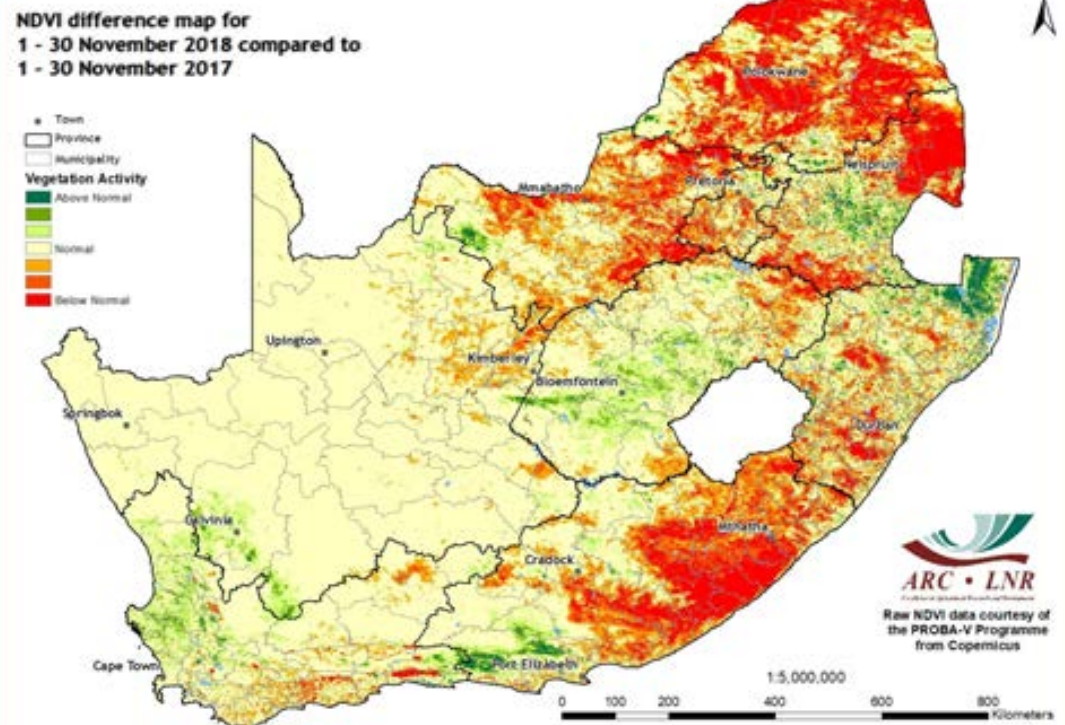 NDVI difference map for
1 - 30 November 2018 compared to
1 - 30 November 2017
Town
Province
Municipality
Vegetation Activity
Above Normal
Normal
Below Normal
Polokwane
Nelspruit
Pretoria
Mmabatho
Upington
Kimberley
Bloemfontein
Springbok
Durban
Calvinia
Mthatha
Cradock
Cape Town
Port Elizabeth
ARC • LNR
Raw NDVI data courtesy of
the PROBA-V Programme
from Copernicus
1:5,000,000
0 100 200 400 600 800
Kilometers